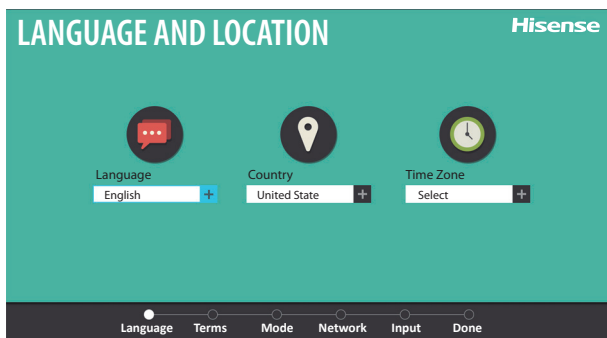 LANGUAGE AND LOCATION
Hisense
Language
Country
Time Zone
English +
United State +
Select +
Language Terms Mode Network Input Done